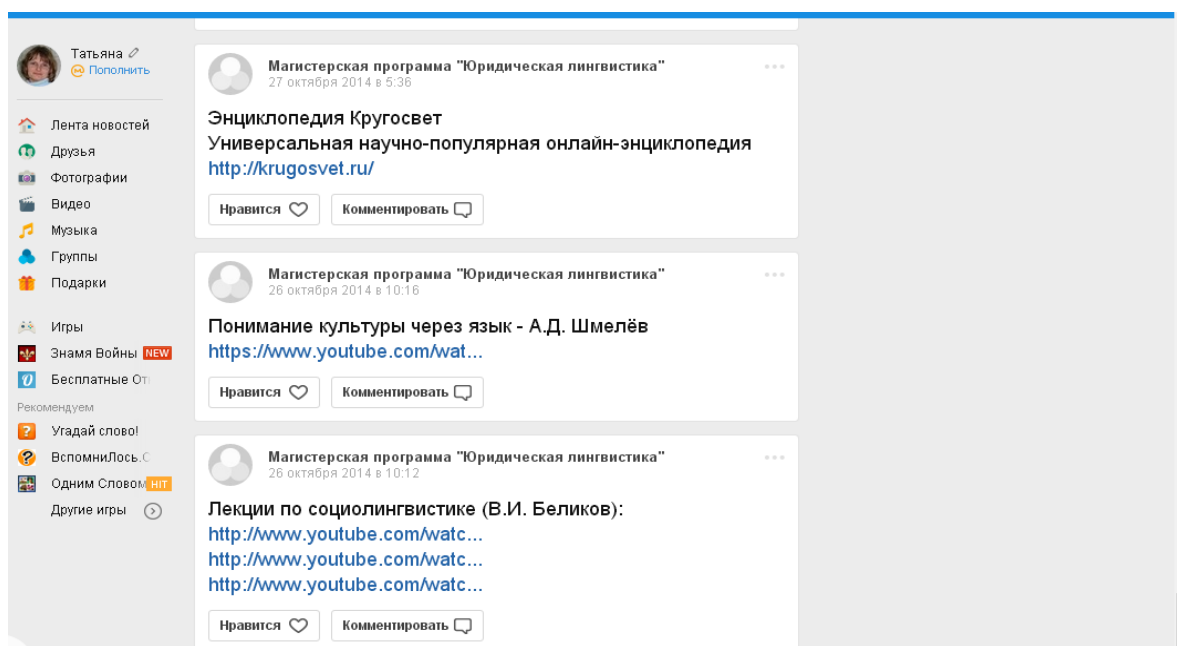 Татьяна
Пополнить
Лента новостей
Друзья
Фотографии
Видео
Музыка
Группы
Подарки
Игры
Знамя Войны NEW
Бесплатные От
Рекомендуем
Угадай слово!
ВспомниЛось.С
Одним Словом HIT
Другие игры
Магистерская программа "Юридическая лингвистика"
27 октября 2014 в 5:36
Энциклопедия Кругосвет
Универсальная научно-популярная онлайн-энциклопедия
http://krugosvet.ru/
Нравится Комментировать
Магистерская программа "Юридическая лингвистика"
26 октября 2014 в 10:16
Понимание культуры через язык - А.Д. Шмелёв
https://www.youtube.com/wat...
Нравится Комментировать
Магистерская программа "Юридическая лингвистика"
26 октября 2014 в 10:12
Лекции по социолингвистике (В.И. Беликов):
http://www.youtube.com/watc...
http://www.youtube.com/watc...
http://www.youtube.com/watc...
Нравится Комментировать